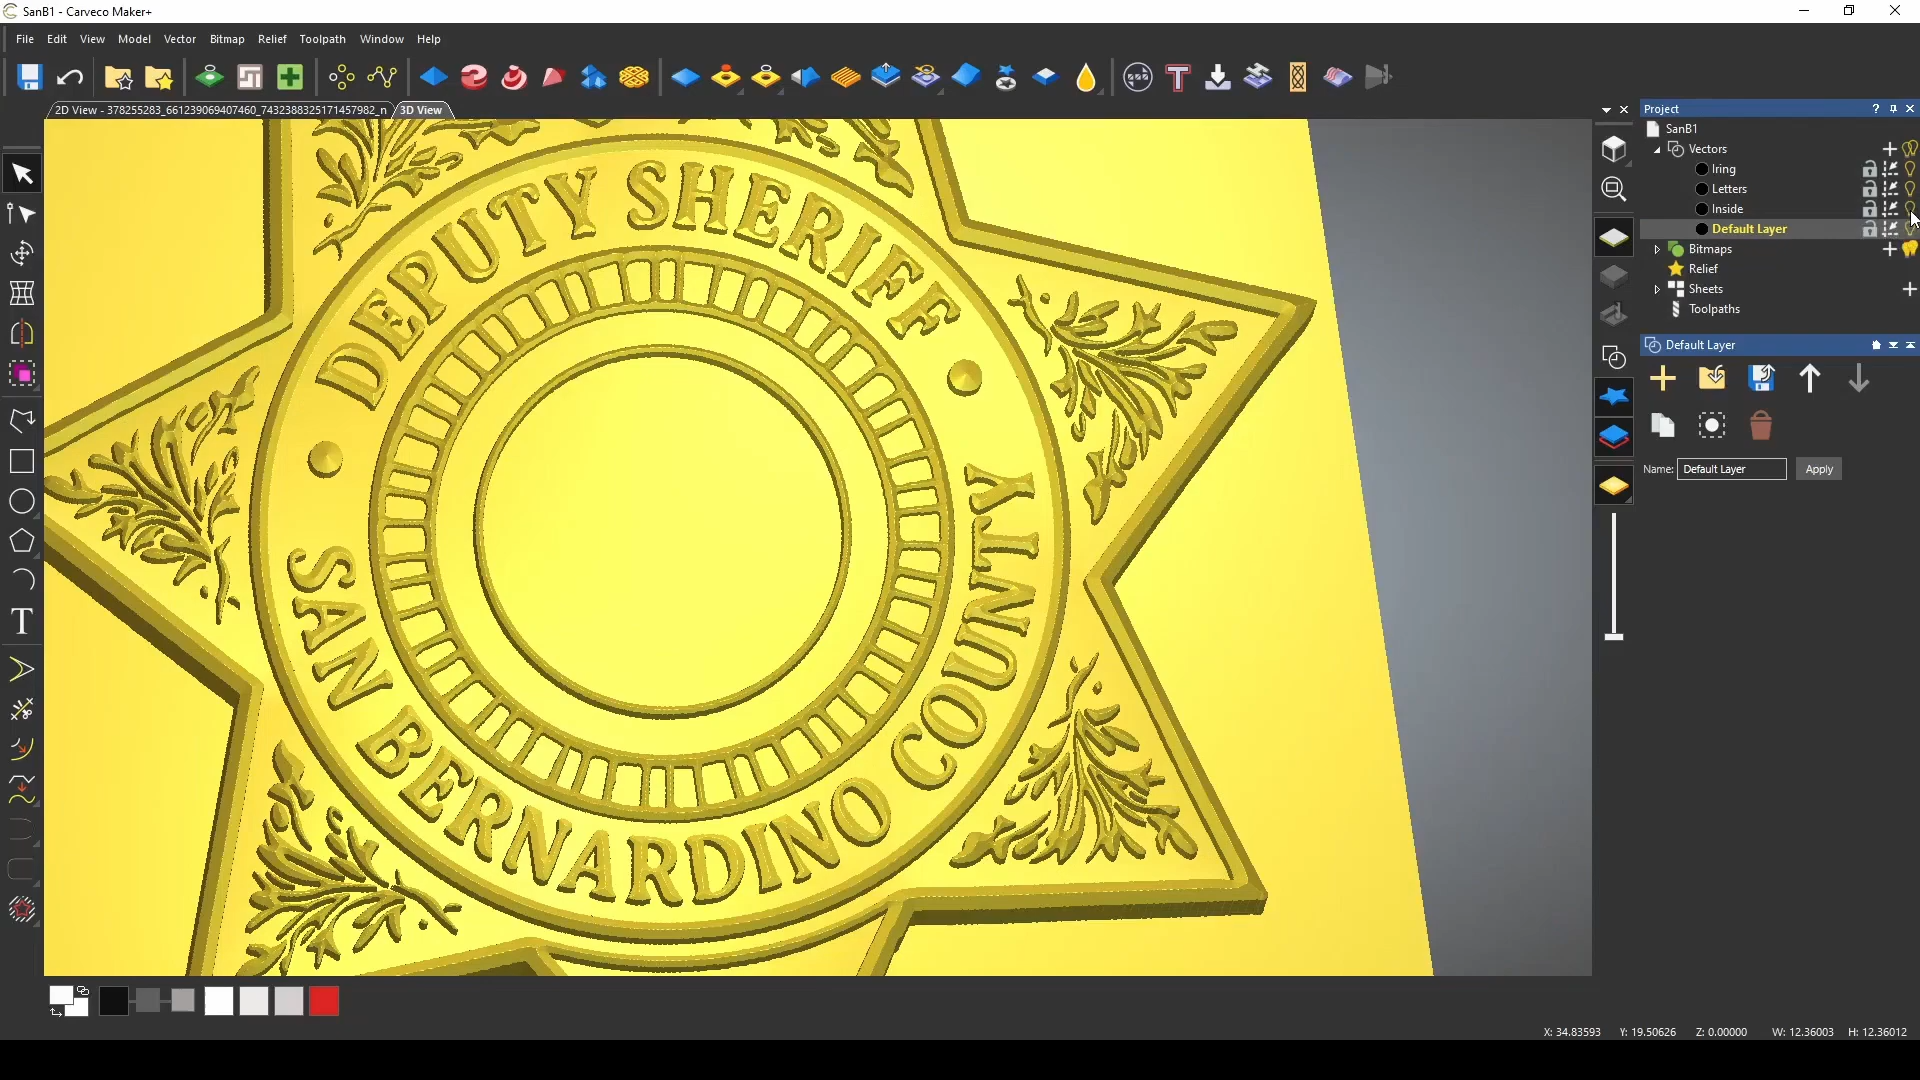 SanB1 - Carveco Maker+
File Edit View Model Vector Bitmap Relief Toolpath Window Help
2D View - 378255283_661239069407460_7432388325171457982_n
3D View
Project
SanB1
Vectors
Iring
Letters
Inside
Default Layer
Bitmaps
Relief
Sheets
Toolpaths
Default Layer
Name: Default Layer Apply
DEPUTY SHERIFF
SAN BERNARDINO COUNTY
X: 34.83593 Y: 19.50626 Z: 0.00000 W: 12.36003 H: 12.36012